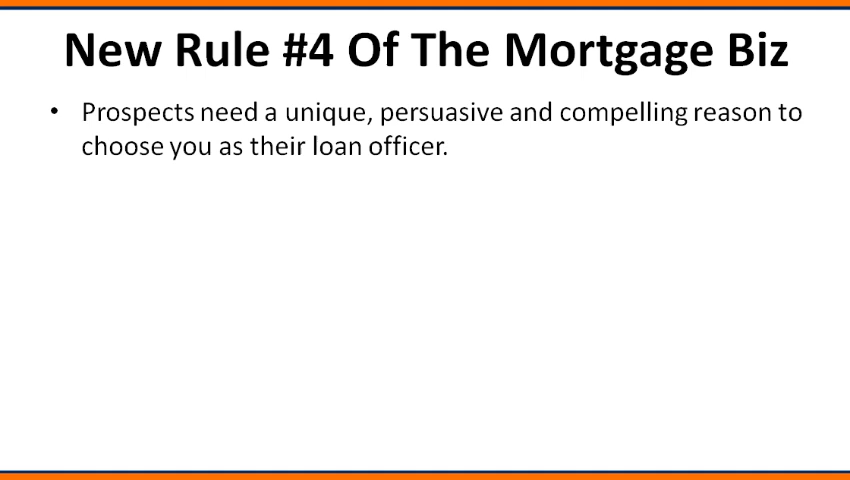 New Rule #4 Of The Mortgage Biz
• Prospects need a unique, persuasive and compelling reason to
choose you as their loan officer.